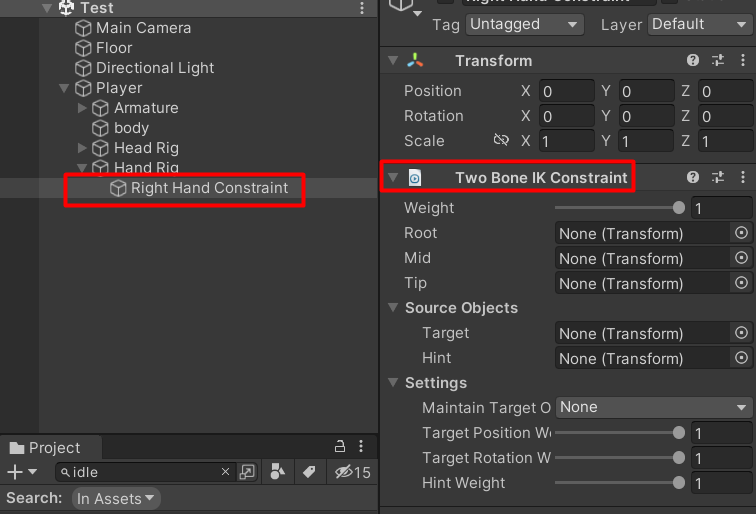 Test
Main Camera
Floor
Directional Light
Player
Armature
body
Head Rig
Hand Rig
Right Hand Constraint
Project
idle
15
Search: In Assets
Right Hand Constraint
Tag Untagged Layer Default
Transform
Position X 0 Y 0 Z 0
Rotation X 0 Y 0 Z 0
Scale X 1 Y 1 Z 1
Two Bone IK Constraint
Weight 1
Root None (Transform)
Mid None (Transform)
Tip None (Transform)
Source Objects
Target None (Transform)
Hint None (Transform)
Settings
Maintain Target O None
Target Position W 1
Target Rotation W 1
Hint Weight 1